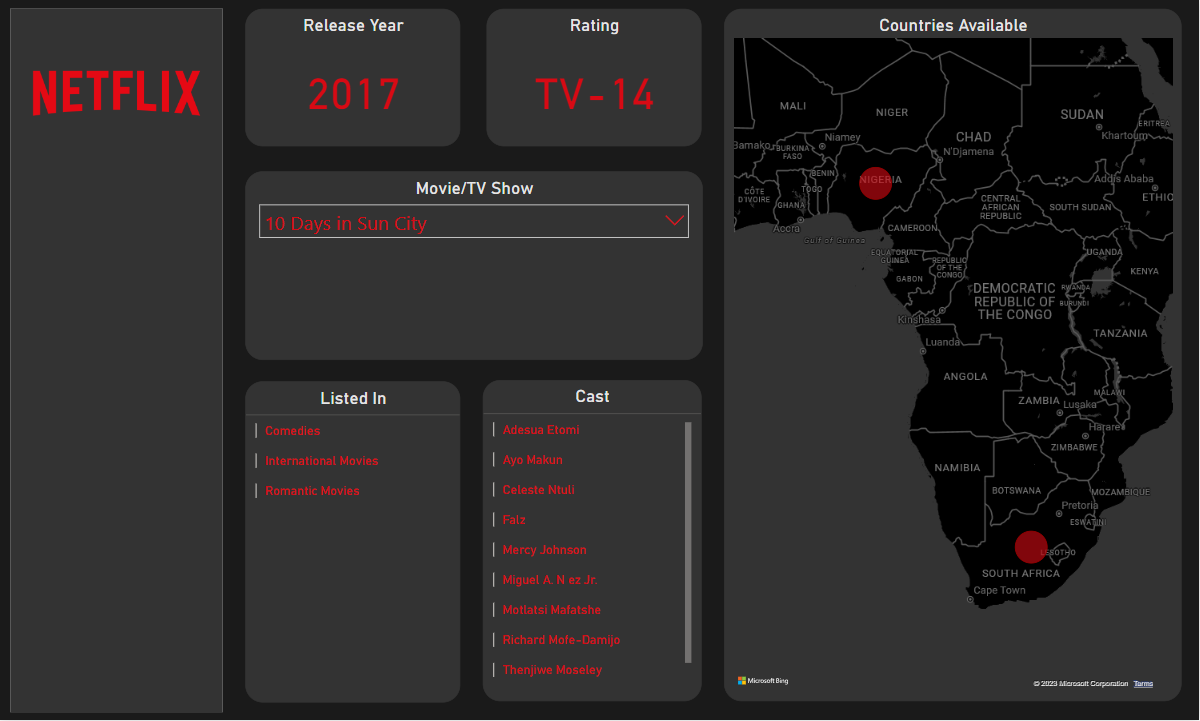 NETFLIX
Release Year
2017
Rating
TV-14
Movie/TV Show
10 Days in Sun City
Listed In
Comedies
International Movies
Romantic Movies
Cast
Adesua Etomi
Ayo Makun
Celeste Ntuli
Falz
Mercy Johnson
Miguel A. N ez Jr.
Motlatsi Mafatshe
Richard Mofe-Damijo
Thenjiwe Moseley
Countries Available
MALI
NIGER
SUDAN
ERITREA
Khartoum
CHAD
Niamey
Bamako
BURKINA
FASO
N'Djamena
BENIN
NIGERIA
Addis Ababa
TOGO
CÔTE
D'IVOIRE
GHANA
ETHIO
CENTRAL
AFRICAN
REPUBLIC
SOUTH SUDAN
Accra
CAMEROON
Gulf of Guinea
EQUATORIAL
GUINEA
REPUBLIC
OF THE
CONGO
UGANDA
KENYA
GABON
DEMOCRATIC
REPUBLIC OF
THE CONGO
RWANDA
BURUNDI
Kinshasa
TANZANIA
Luanda
ANGOLA
MALAWI
ZAMBIA
Lusaka
Harare
ZIMBABWE
NAMIBIA
BOTSWANA
MOZAMBIQUE
Pretoria
ESWATINI
LESOTHO
SOUTH AFRICA
Cape Town
Microsoft Bing
© 2023 Microsoft Corporation Terms